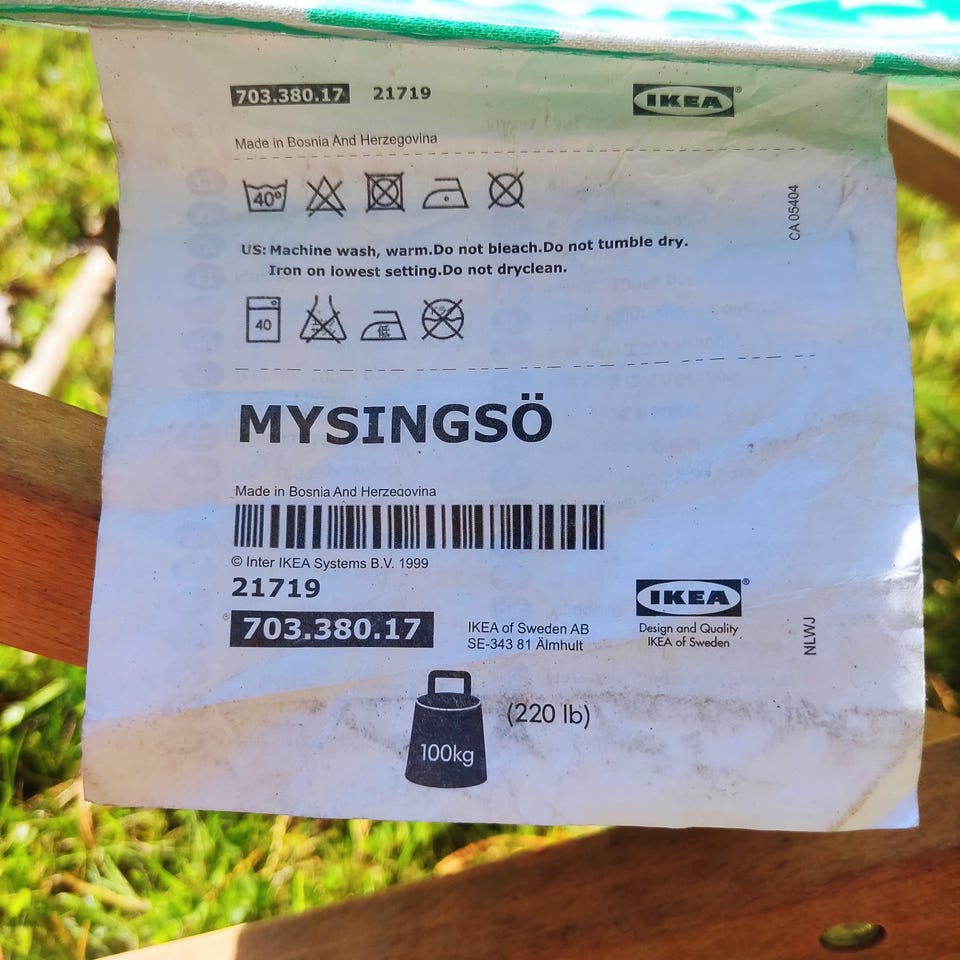 703.380.17 21719 IKEA®
Made in Bosnia And Herzegovina
40°
CA 05404
US: Machine wash, warm.Do not bleach.Do not tumble dry.
Iron on lowest setting.Do not dryclean.
40 低
MYSINGSÖ
Made in Bosnia And Herzegovina
© Inter IKEA Systems B.V. 1999
21719
IKEA®
703.380.17
IKEA of Sweden AB
SE-343 81 Älmhult
Design and Quality
IKEA of Sweden
NLWJ
(220 lb)
100kg